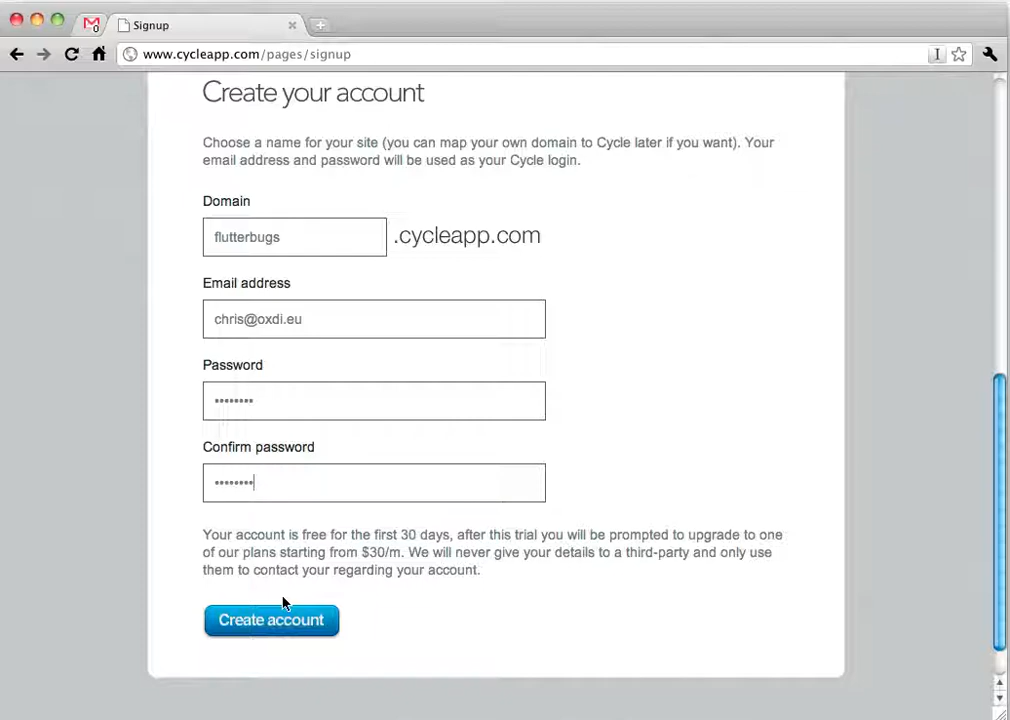 0
Signup
www.cycleapp.com/pages/signup
Create your account
Choose a name for your site (you can map your own domain to Cycle later if you want). Your
email address and password will be used as your Cycle login.
Domain
flutterbugs .cycleapp.com
Email address
chris@oxdi.eu
Password
••••••••
Confirm password
••••••••
Your account is free for the first 30 days, after this trial you will be prompted to upgrade to one
of our plans starting from $30/m. We will never give your details to a third-party and only use
them to contact your regarding your account.
Create account